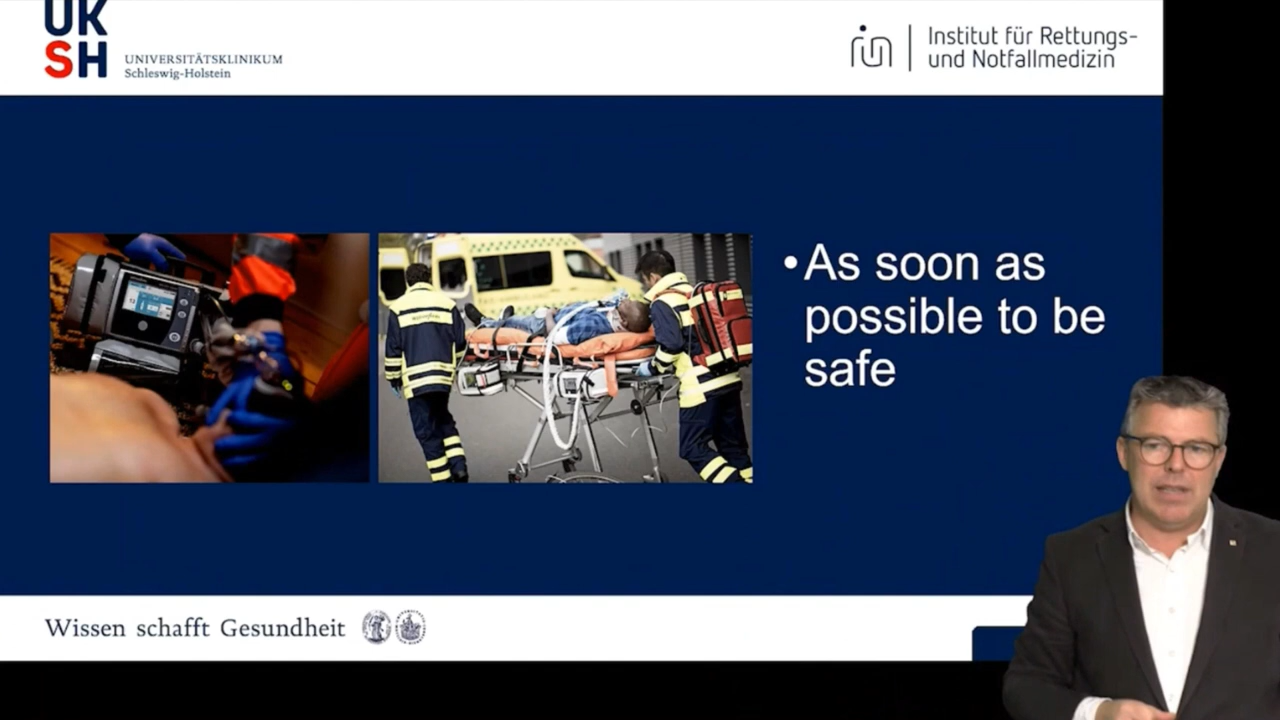 UK
SH
UNIVERSITÄTSKLINIKUM
Schleswig-Holstein
Institut für Rettungs-
und Notfallmedizin
•As soon as
possible to be
safe
Wissen schafft Gesundheit